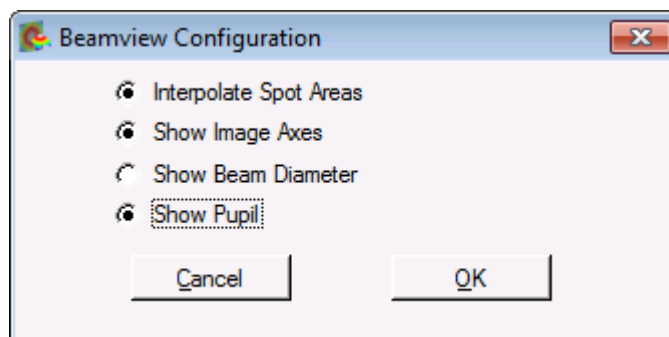 Beamview Configuration
Interpolate Spot Areas
Show Image Axes
Show Beam Diameter
Show Pupil
Cancel
OK